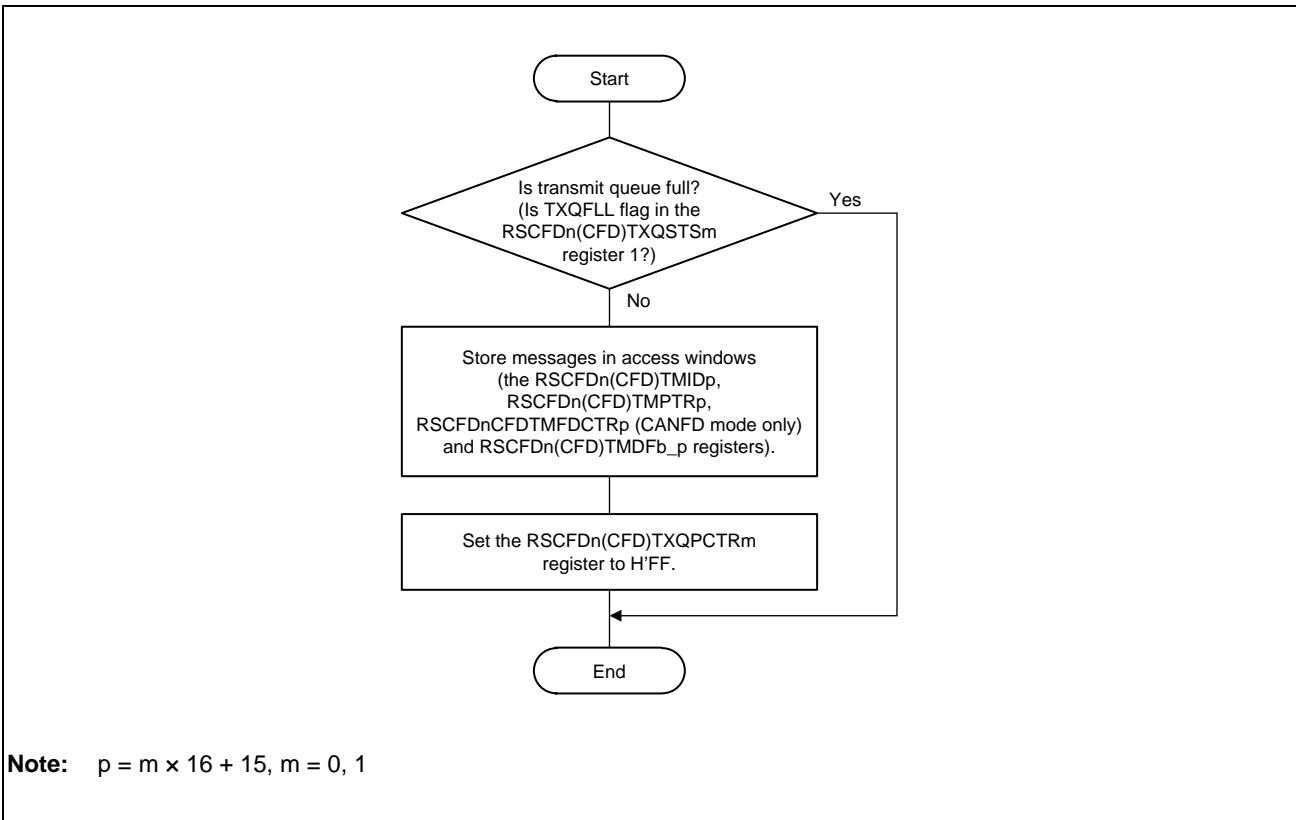 Start
Is transmit queue full?
(Is TXQFLL flag in the
RSCFDn(CFD)TXQSTSm
register 1?)
Yes
No
Store messages in access windows
(the RSCFDn(CFD)TMIDp,
RSCFDn(CFD)TMPTRp,
RSCFDnCFDTMFDCTRp (CANFD mode only)
and RSCFDn(CFD)TMDFb_p registers).
Set the RSCFDn(CFD)TXQPCTRm
register to H'FF.
End
Note: p = m × 16 + 15, m = 0, 1